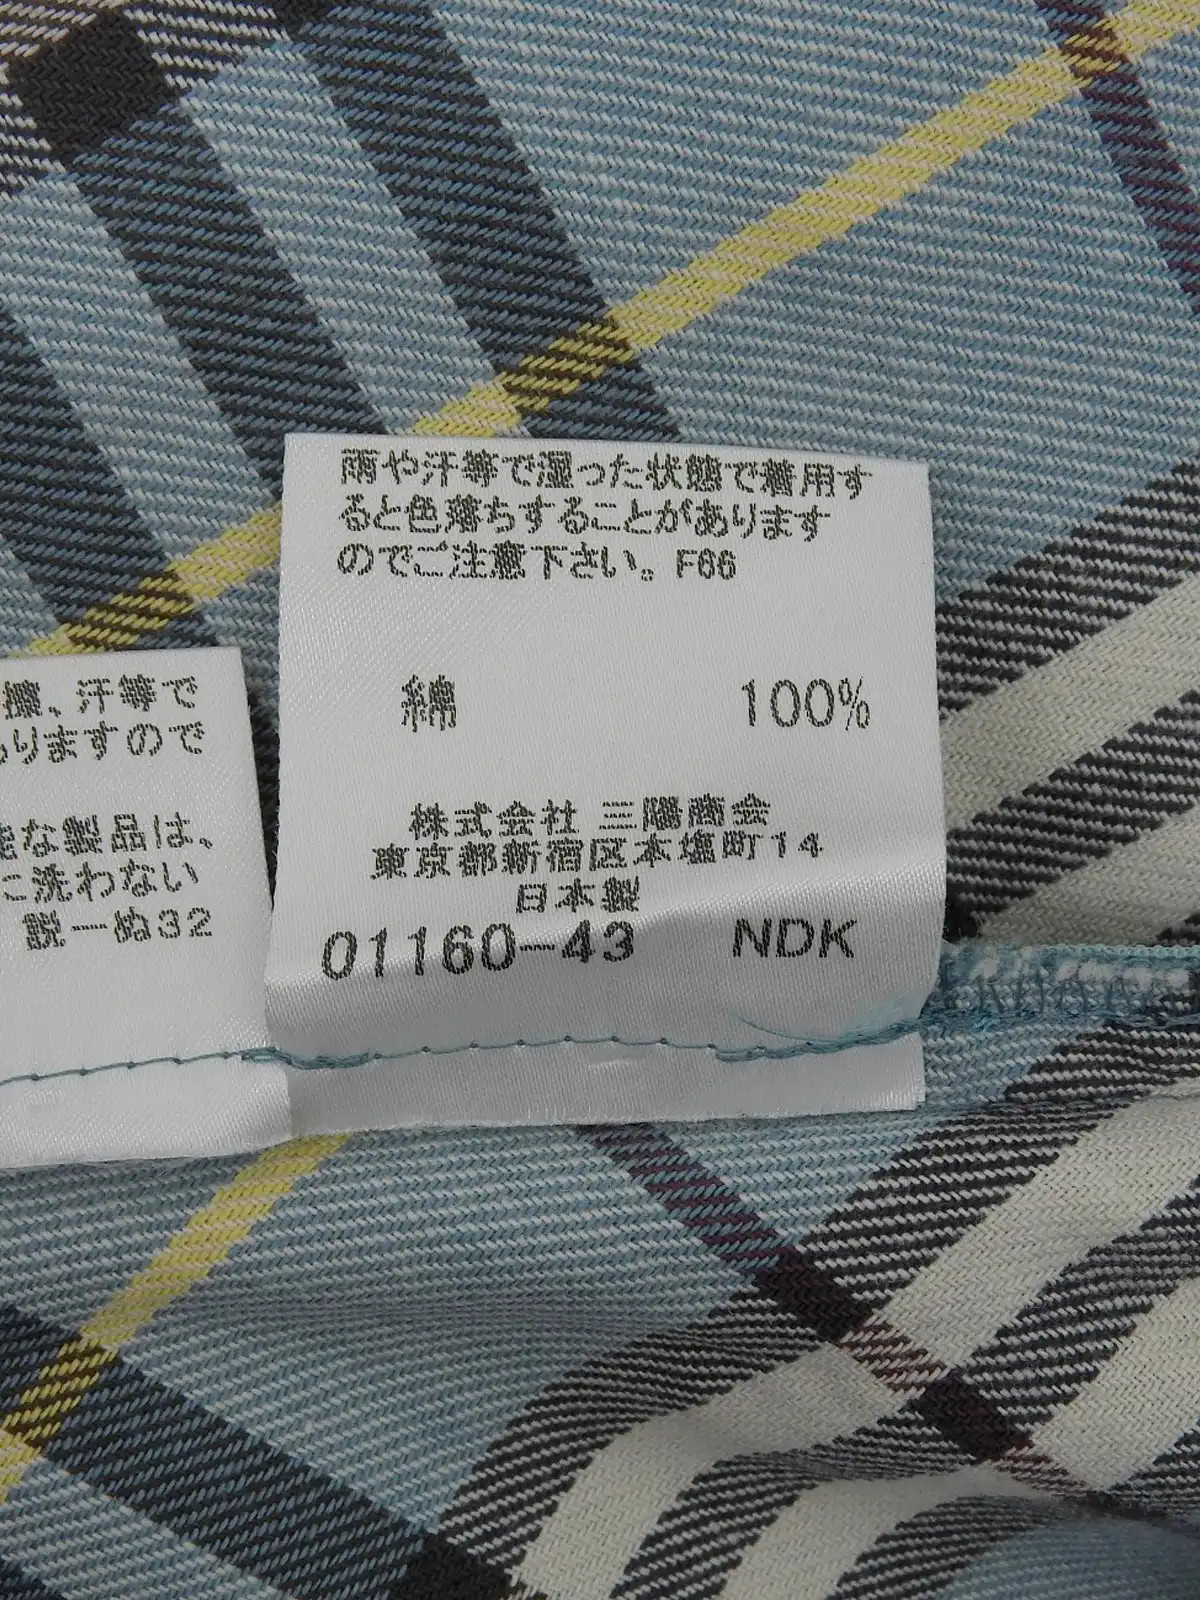 雨や汗等で湿った状態で着用す
ると色落ちすることがあります
のでご注意下さい。F66
綿 100%
株式会社 三陽商会
東京都新宿区本塩町14
日本製
01160-43 NDK
擦、汗等で
ありますので
な製品は、
に洗わない
説-ぬ32